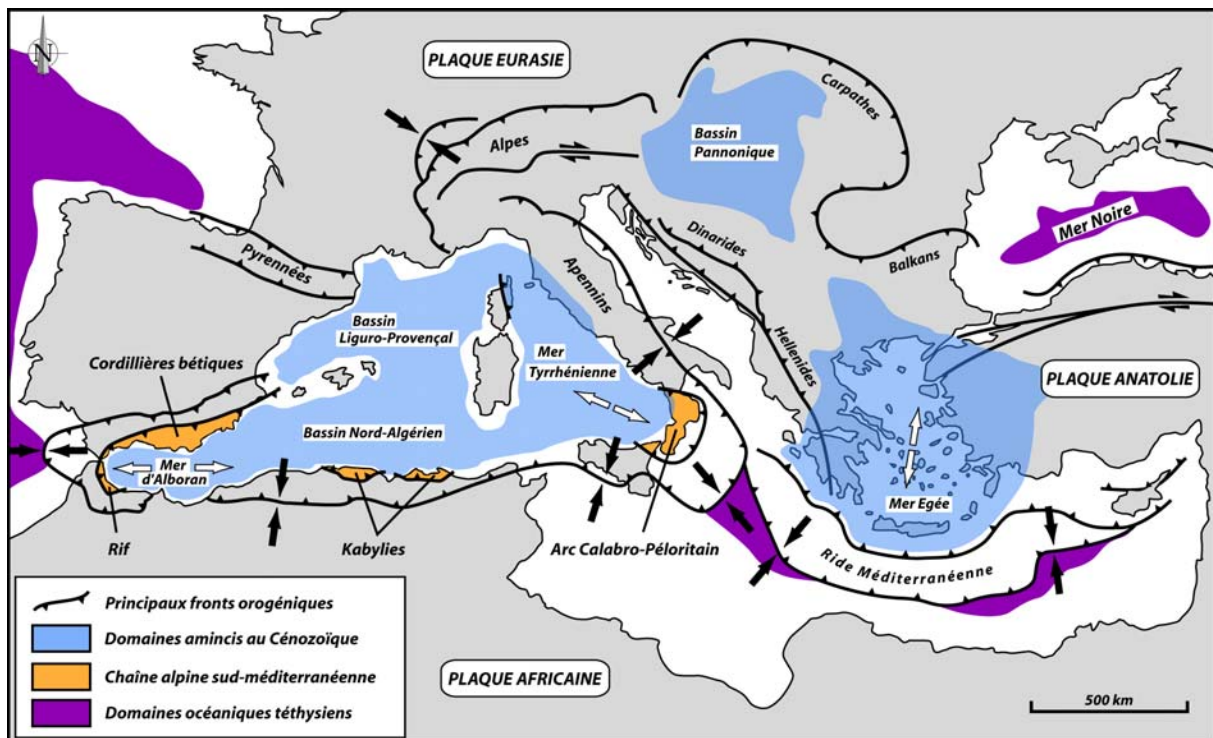 N
PLAQUE EURASIE
Carpathes
Bassin
Pannonique
Alpes
Mer Noire
Pyrennées
Dinarides
Balkans
Apennins
Bassin
Liguro-Provençal
Mer
Tyrrhénienne
Hellenides
Cordillières bétiques
PLAQUE ANATOLIE
Bassin Nord-Algérien
Mer
d'Alboran
Mer Egée
Rif
Kabylies
Arc Calabro-Péloritain
Ride Méditerranéenne
Principaux fronts orogéniques
Domaines amincis au Cénozoïque
Chaîne alpine sud-méditerranéenne
Domaines océaniques téthysiens
PLAQUE AFRICAINE
500 km